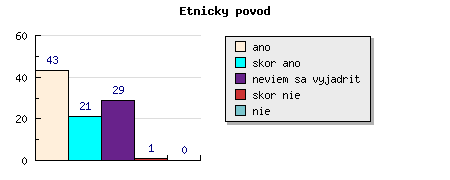 Etnicky povod
60
40
20
0
43
21
29
1
0
ano
skor ano
neviem sa vyjadrit
skor nie
nie